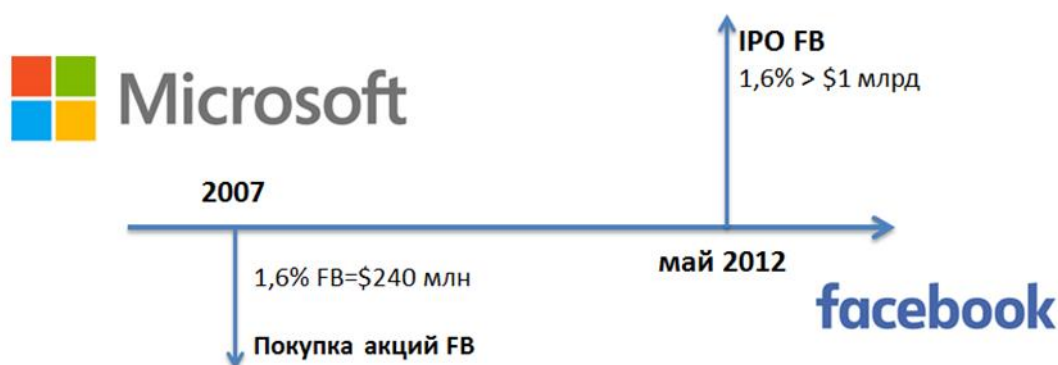 IPO FB
1,6% > $1 млрд
Microsoft
2007
май 2012
1,6% FB=$240 млн
facebook
Покупка акций FB